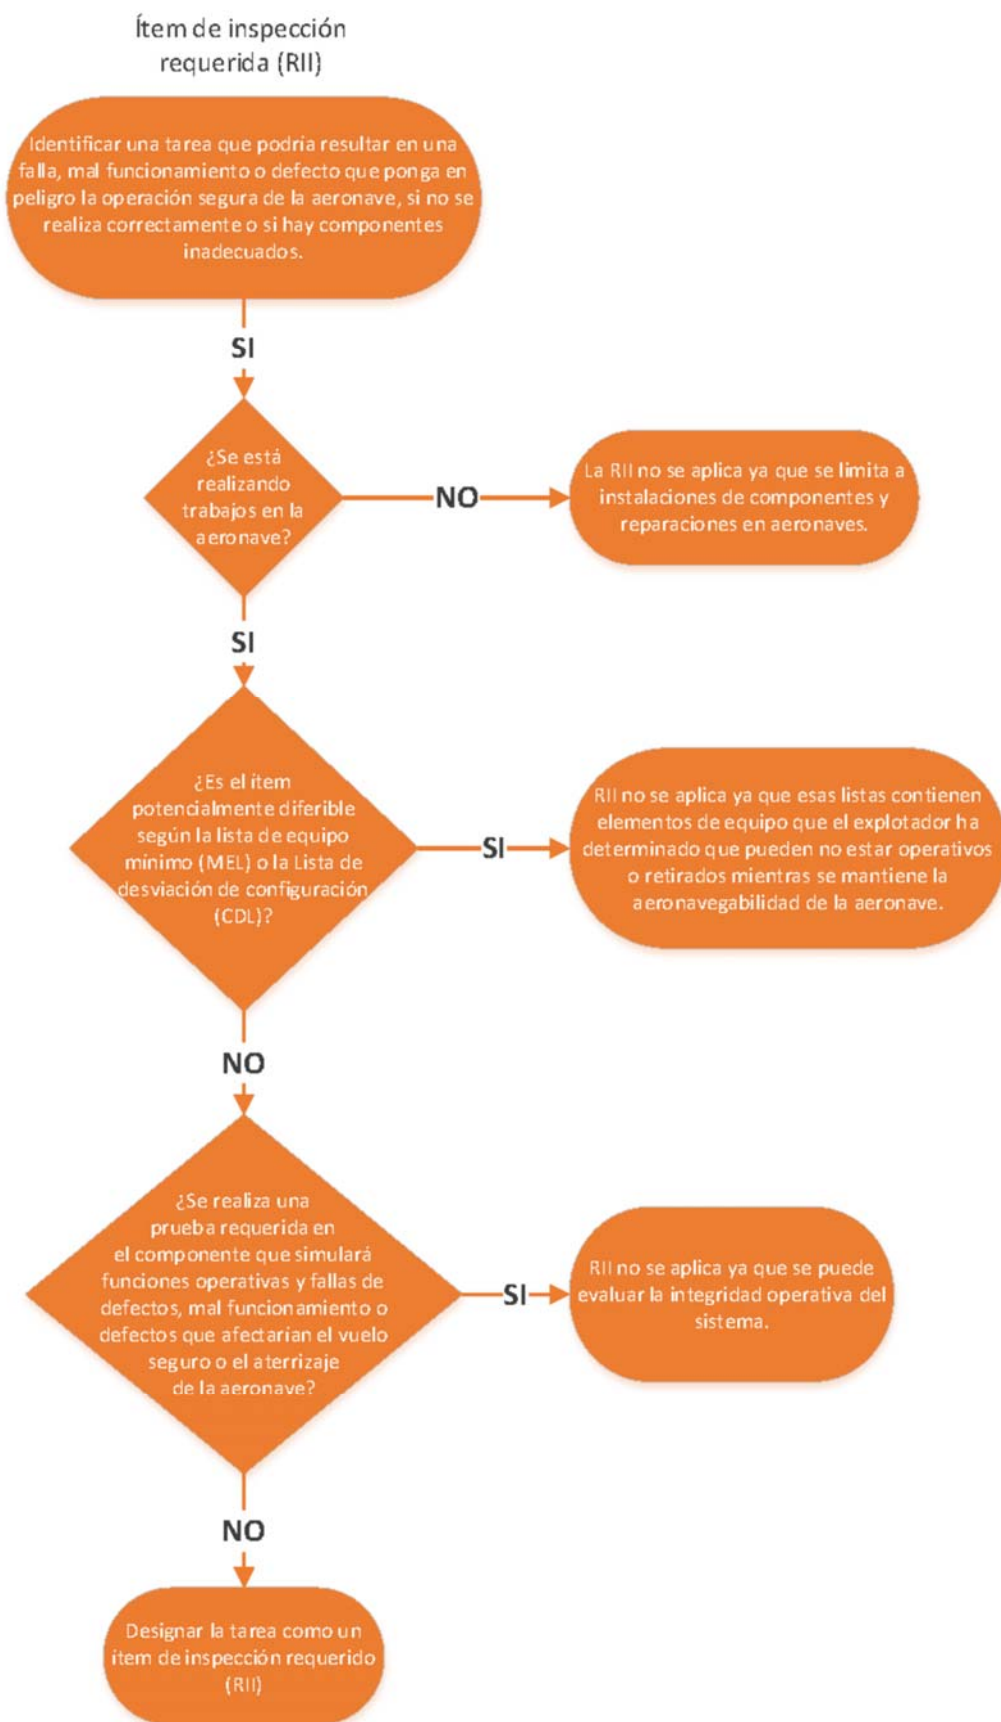 Ítem de inspección
requerida (RII)
Identificar una tarea que podría resultar en una
falla, mal funcionamiento o defecto que ponga en
peligro la operación segura de la aeronave, si no se
realiza correctamente o si hay componentes
inadecuados.
SI
¿Se está
realizando
trabajos en la
aeronave?
NO
La RII no se aplica ya que se limita a
instalaciones de componentes y
reparaciones en aeronaves.
SI
¿Es el ítem
potencialmente diferible
según la lista de equipo
mínimo (MEL) o la Lista de
desviación de configuración
(CDL)?
SI
RII no se aplica ya que esas listas contienen
elementos de equipo que el explotador ha
determinado que pueden no estar operativos
o retirados mientras se mantiene la
aeronavegabilidad de la aeronave.
NO
¿Se realiza una
prueba requerida en
el componente que simulará
funciones operativas y fallas de
defectos, mal funcionamiento o
defectos que afectarían el vuelo
seguro o el aterrizaje
de la aeronave?
SI
RII no se aplica ya que se puede
evaluar la integridad operativa del
sistema.
NO
Designar la tarea como un
ítem de inspección requerido
(RII)